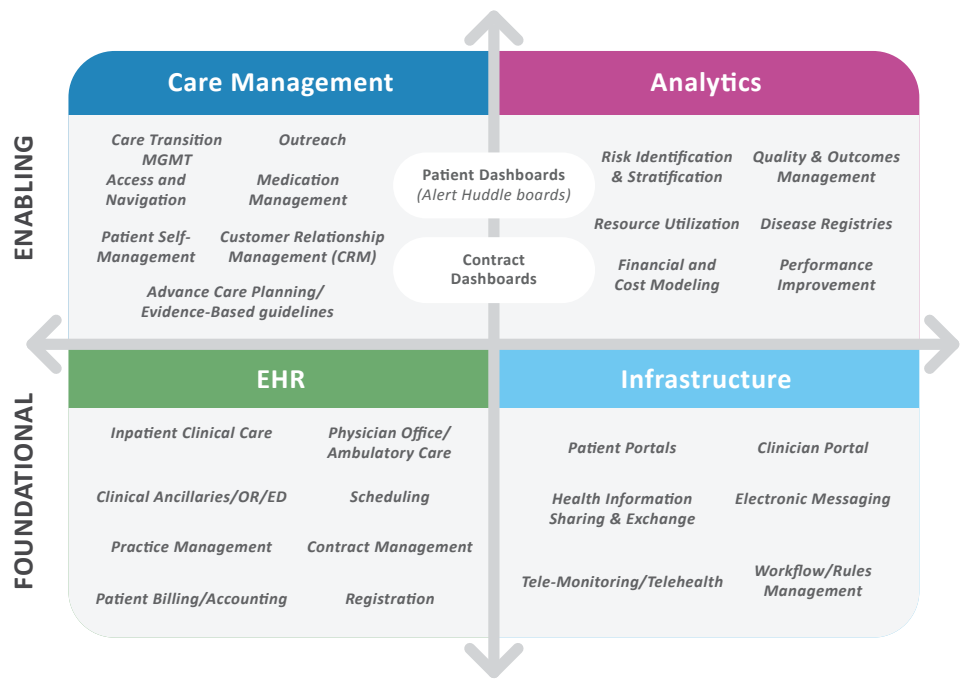 ENABLING
Care Management
Care Transition
MGMT
Outreach
Access and
Navigation
Medication
Management
Patient Self-
Management
Customer Relationship
Management (CRM)
Advance Care Planning/
Evidence-Based guidelines
Patient Dashboards
(Alert Huddle boards)
Contract
Dashboards
Analytics
Risk Identification
& Stratification
Quality & Outcomes
Management
Resource Utilization
Disease Registries
Financial and
Cost Modeling
Performance
Improvement
FOUNDATIONAL
EHR
Inpatient Clinical Care
Physician Office/
Ambulatory Care
Clinical Ancillaries/OR/ED
Scheduling
Practice Management
Contract Management
Patient Billing/Accounting
Registration
Infrastructure
Patient Portals
Clinician Portal
Health Information
Sharing & Exchange
Electronic Messaging
Tele-Monitoring/Telehealth
Workflow/Rules
Management